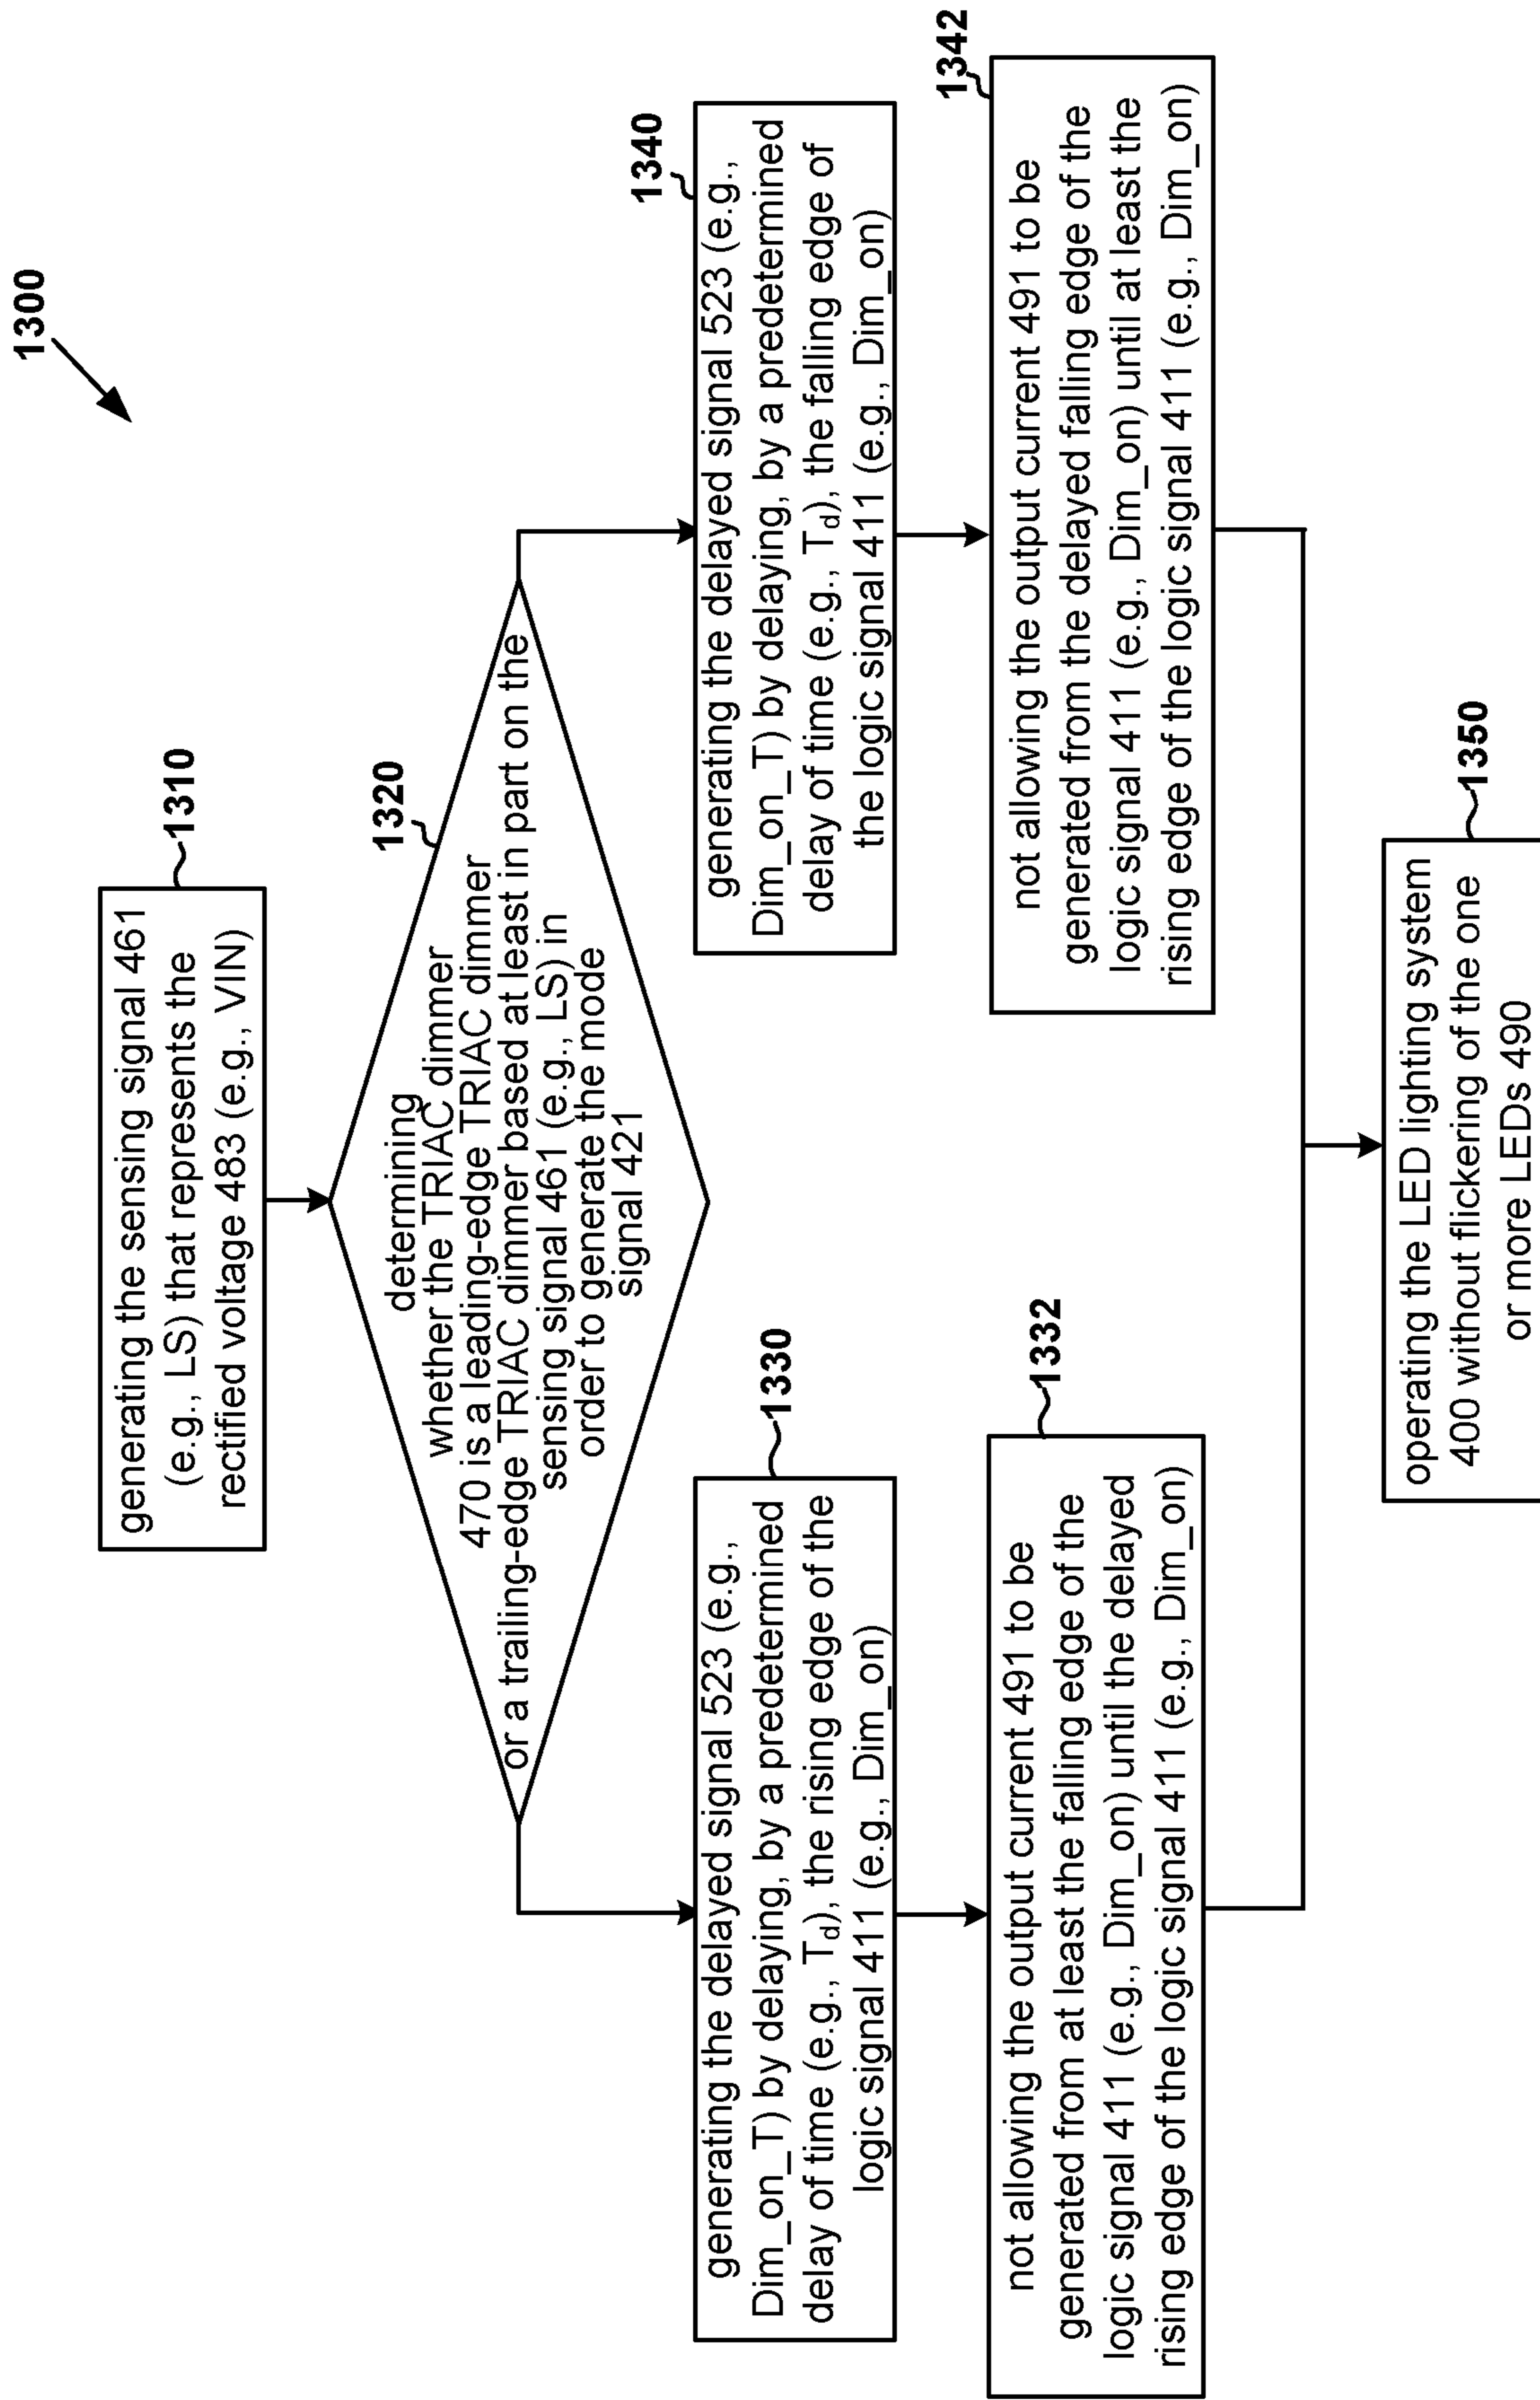 1300
1310
generating the sensing signal 461
(e.g., LS) that represents the
rectified voltage 483 (e.g., VIN)
1320
determining
whether the TRIAC dimmer
470 is a leading-edge TRIAC dimmer
or a trailing-edge TRIAC dimmer based at least in part on the
sensing signal 461 (e.g., LS) in
order to generate the mode
signal 421
1330
generating the delayed signal 523 (e.g.,
Dim_on_T) by delaying, by a predetermined
delay of time (e.g., Td), the rising edge of the
logic signal 411 (e.g., Dim_on)
1332
not allowing the output current 491 to be
generated from at least the falling edge of the
logic signal 411 (e.g., Dim_on) until the delayed
rising edge of the logic signal 411 (e.g., Dim_on)
1340
generating the delayed signal 523 (e.g.,
Dim_on_T) by delaying, by a predetermined
delay of time (e.g., Td), the falling edge of
the logic signal 411 (e.g., Dim_on)
1342
not allowing the output current 491 to be
generated from the delayed falling edge of the
logic signal 411 (e.g., Dim_on) until at least the
rising edge of the logic signal 411 (e.g., Dim_on)
1350
operating the LED lighting system
400 without flickering of the one
or more LEDs 490